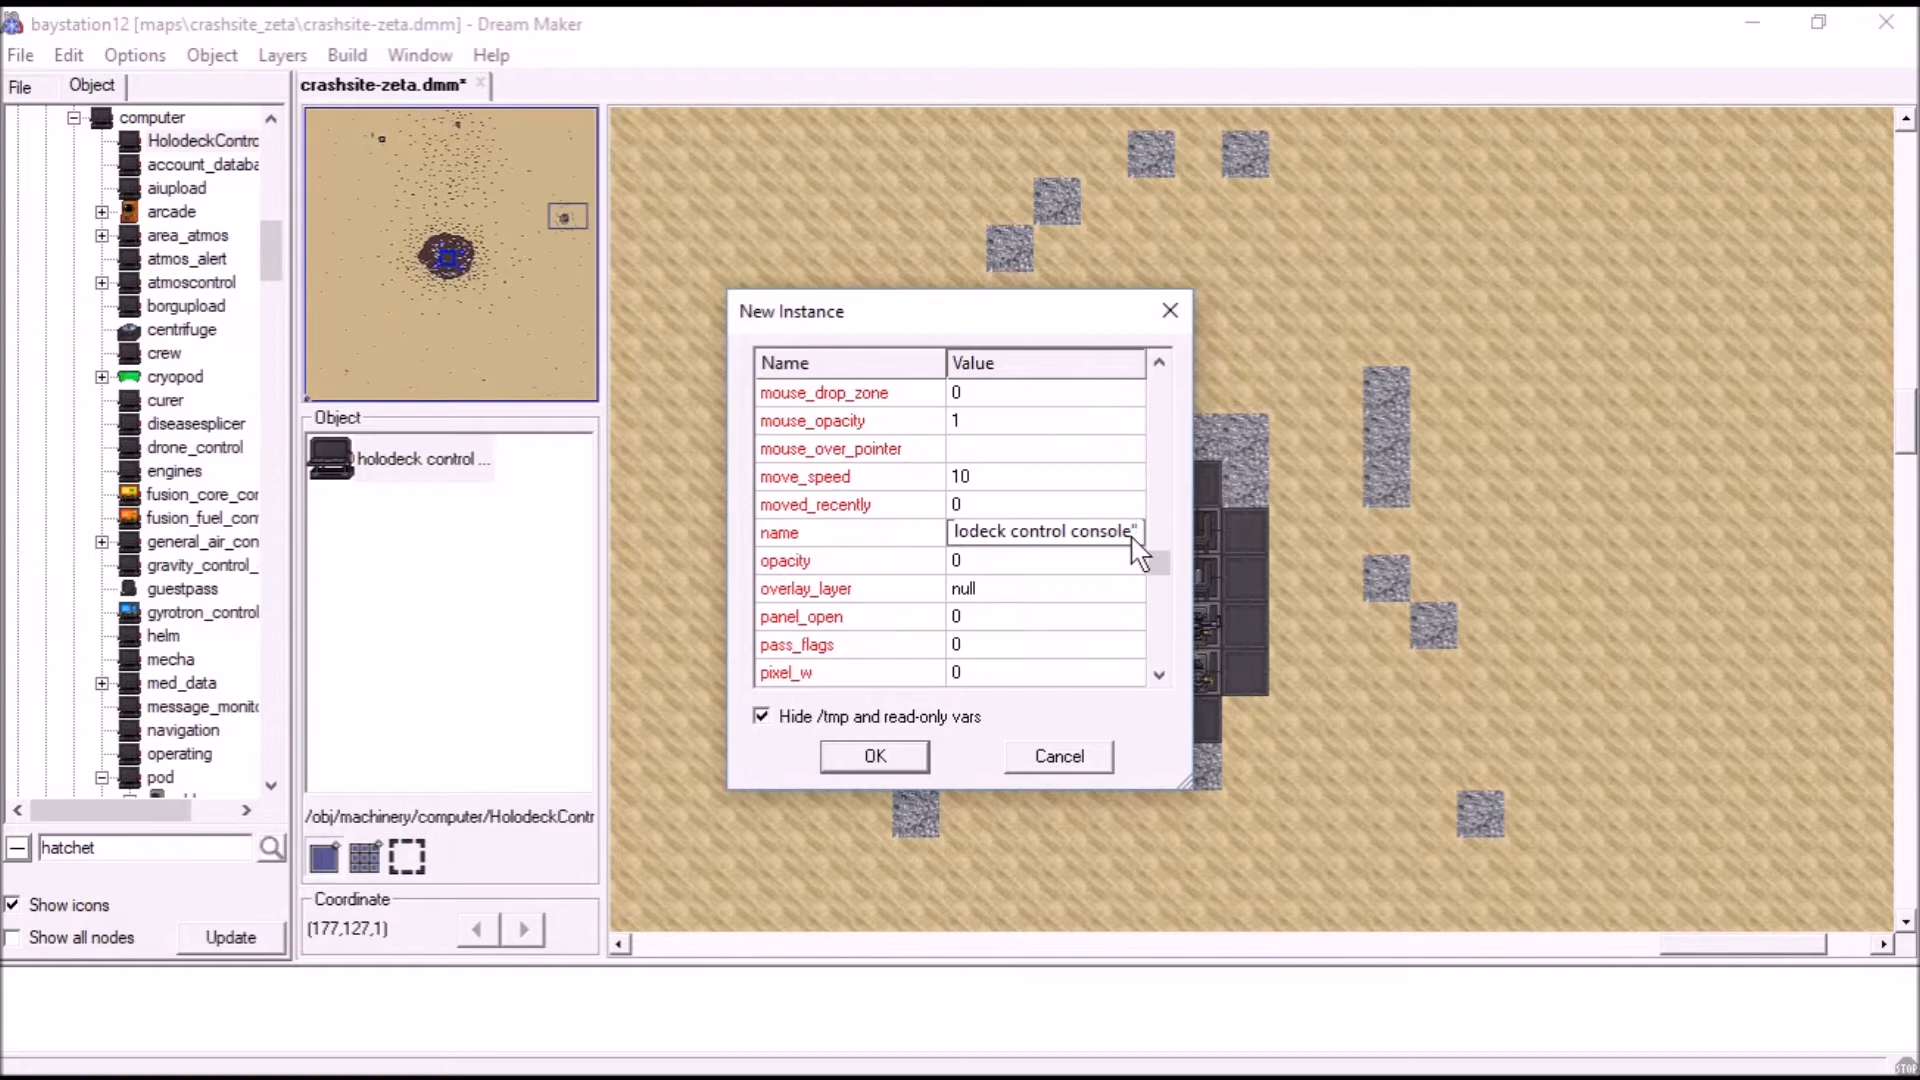 baystation12 [maps\crashsite_zeta\crashsite-zeta.dmm] - Dream Maker
File Edit Options Object Layers Build Window Help
File Object
crashsite-zeta.dmm*
computer
HolodeckContro
account_databa
aiupload
arcade
area_atmos
atmos_alert
atmoscontrol
borgupload
centrifuge
crew
cryopod
curer
diseasesplicer
drone_control
engines
fusion_core_cor
fusion_fuel_con
general_air_con
gravity_control_
guestpass
gyrotron_control
helm
mecha
med_data
message_monito
navigation
operating
pod
hatchet
Show icons
Show all nodes
Update
Object
holodeck control ...
/obj/machinery/computer/HolodeckContr
Coordinate
(177,127,1)
New Instance
Name Value
mouse_drop_zone 0
mouse_opacity 1
mouse_over_pointer
move_speed 10
moved_recently 0
name lodeck control console"
opacity 0
overlay_layer null
panel_open 0
pass_flags 0
pixel_w 0
Hide /tmp and read-only vars
OK Cancel
STOP